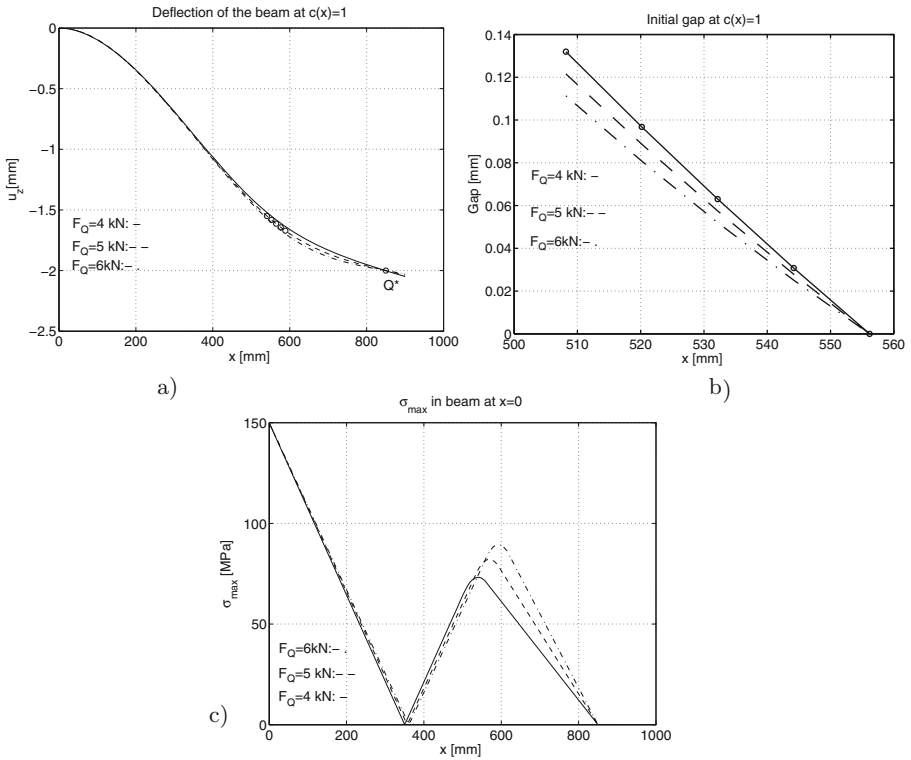 Deflection of the beam at c(x)=1
0
−0.5
−1
−1.5
−2
−2.5
u_z[mm]
F_Q=4 kN:−
F_Q=5 kN:− −
F_Q=6kN:− .
Q*
0 200 400 600 800 1000
x [mm]
a)
Initial gap at c(x)=1
0.14
0.12
0.1
0.08
0.06
0.04
0.02
0
Gap [mm]
F_Q=4 kN: −
F_Q=5 kN:− −
F_Q=6kN:− .
500 510 520 530 540 550 560
x [mm]
b)
σ_max in beam at x=0
150
100
50
0
σ_max [MPa]
F_Q=6kN:− .
F_Q=5 kN:− −
F_Q=4 kN: −
0 200 400 600 800 1000
x [mm]
c)